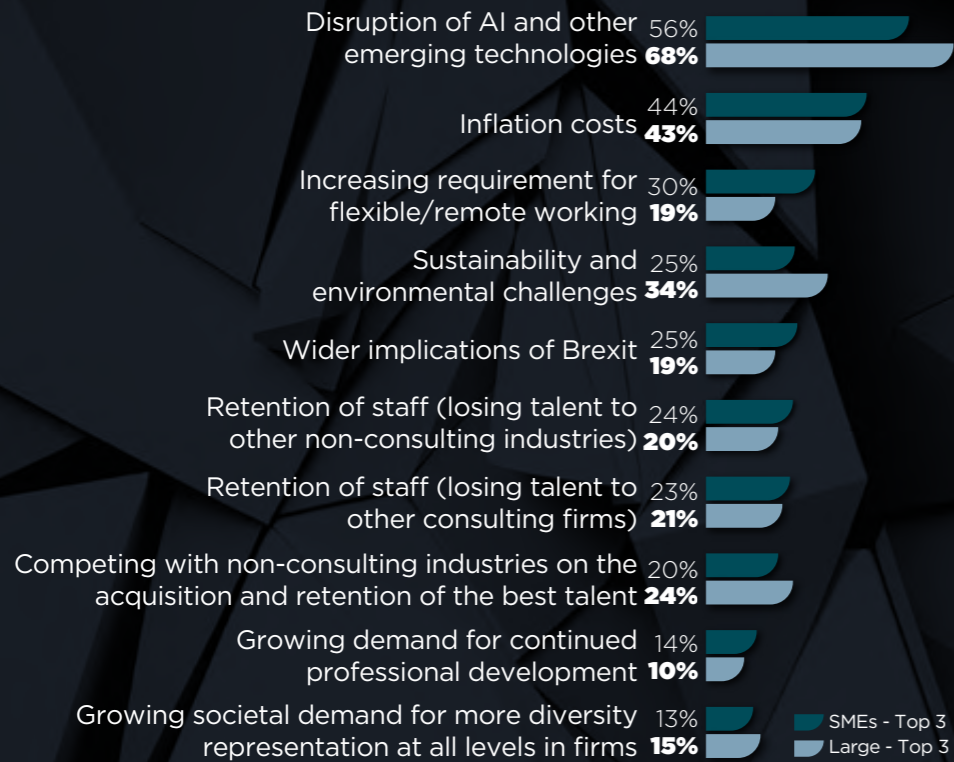 Disruption of AI and other 56%
emerging technologies 68%
44%
Inflation costs 43%
Increasing requirement for 30%
flexible/remote working 19%
Sustainability and 25%
environmental challenges 34%
Wider implications of Brexit 25%
19%
Retention of staff (losing talent to 24%
other non-consulting industries) 20%
Retention of staff (losing talent to 23%
other consulting firms) 21%
Competing with non-consulting industries on the 20%
acquisition and retention of the best talent 24%
Growing demand for continued 14%
professional development 10%
Growing societal demand for more diversity 13%
representation at all levels in firms 15%
SMEs - Top 3
Large - Top 3